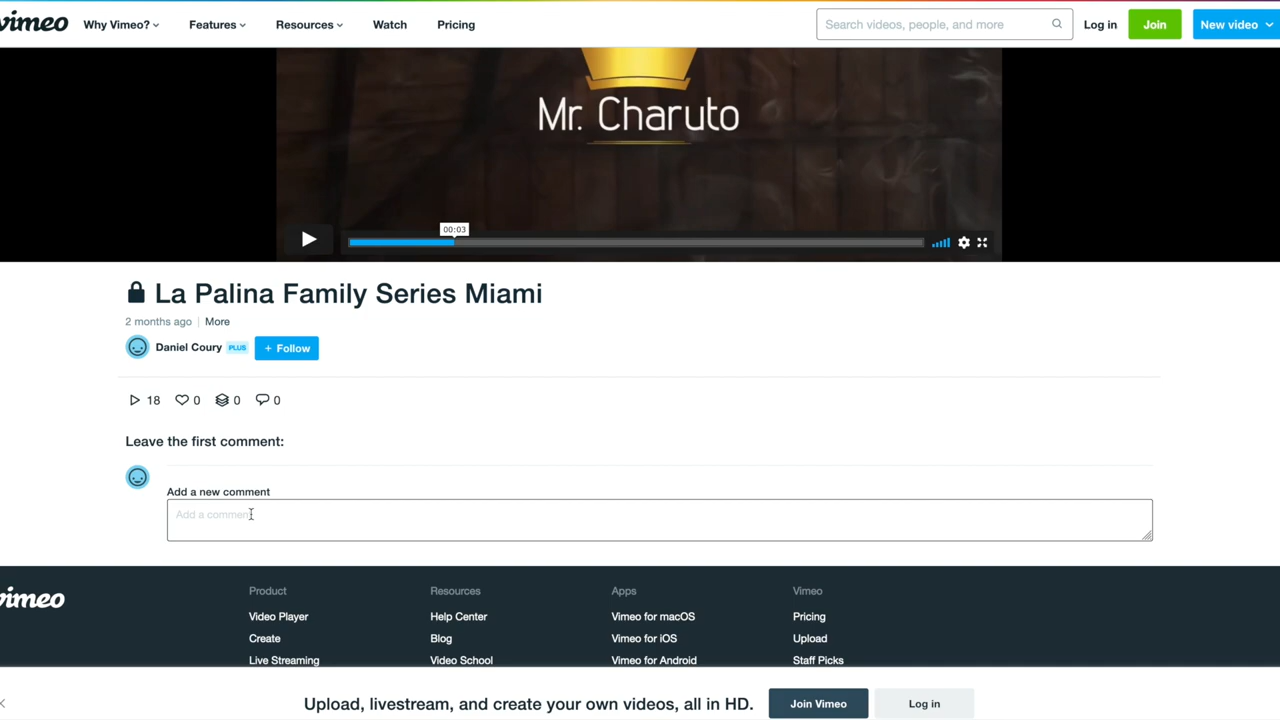 vimeo
Why Vimeo?
Features
Resources
Watch
Pricing
Search videos, people, and more
Log in
Join
New video
Mr. Charuto
00:03
La Palina Family Series Miami
2 months ago | More
Daniel Coury PLUS + Follow
18 0 0 0
Leave the first comment:
Add a new comment
Add a comment
vimeo
Product
Video Player
Create
Live Streaming
Resources
Help Center
Blog
Video School
Apps
Vimeo for macOS
Vimeo for iOS
Vimeo for Android
Vimeo
Pricing
Upload
Staff Picks
Upload, livestream, and create your own videos, all in HD.
Join Vimeo
Log in